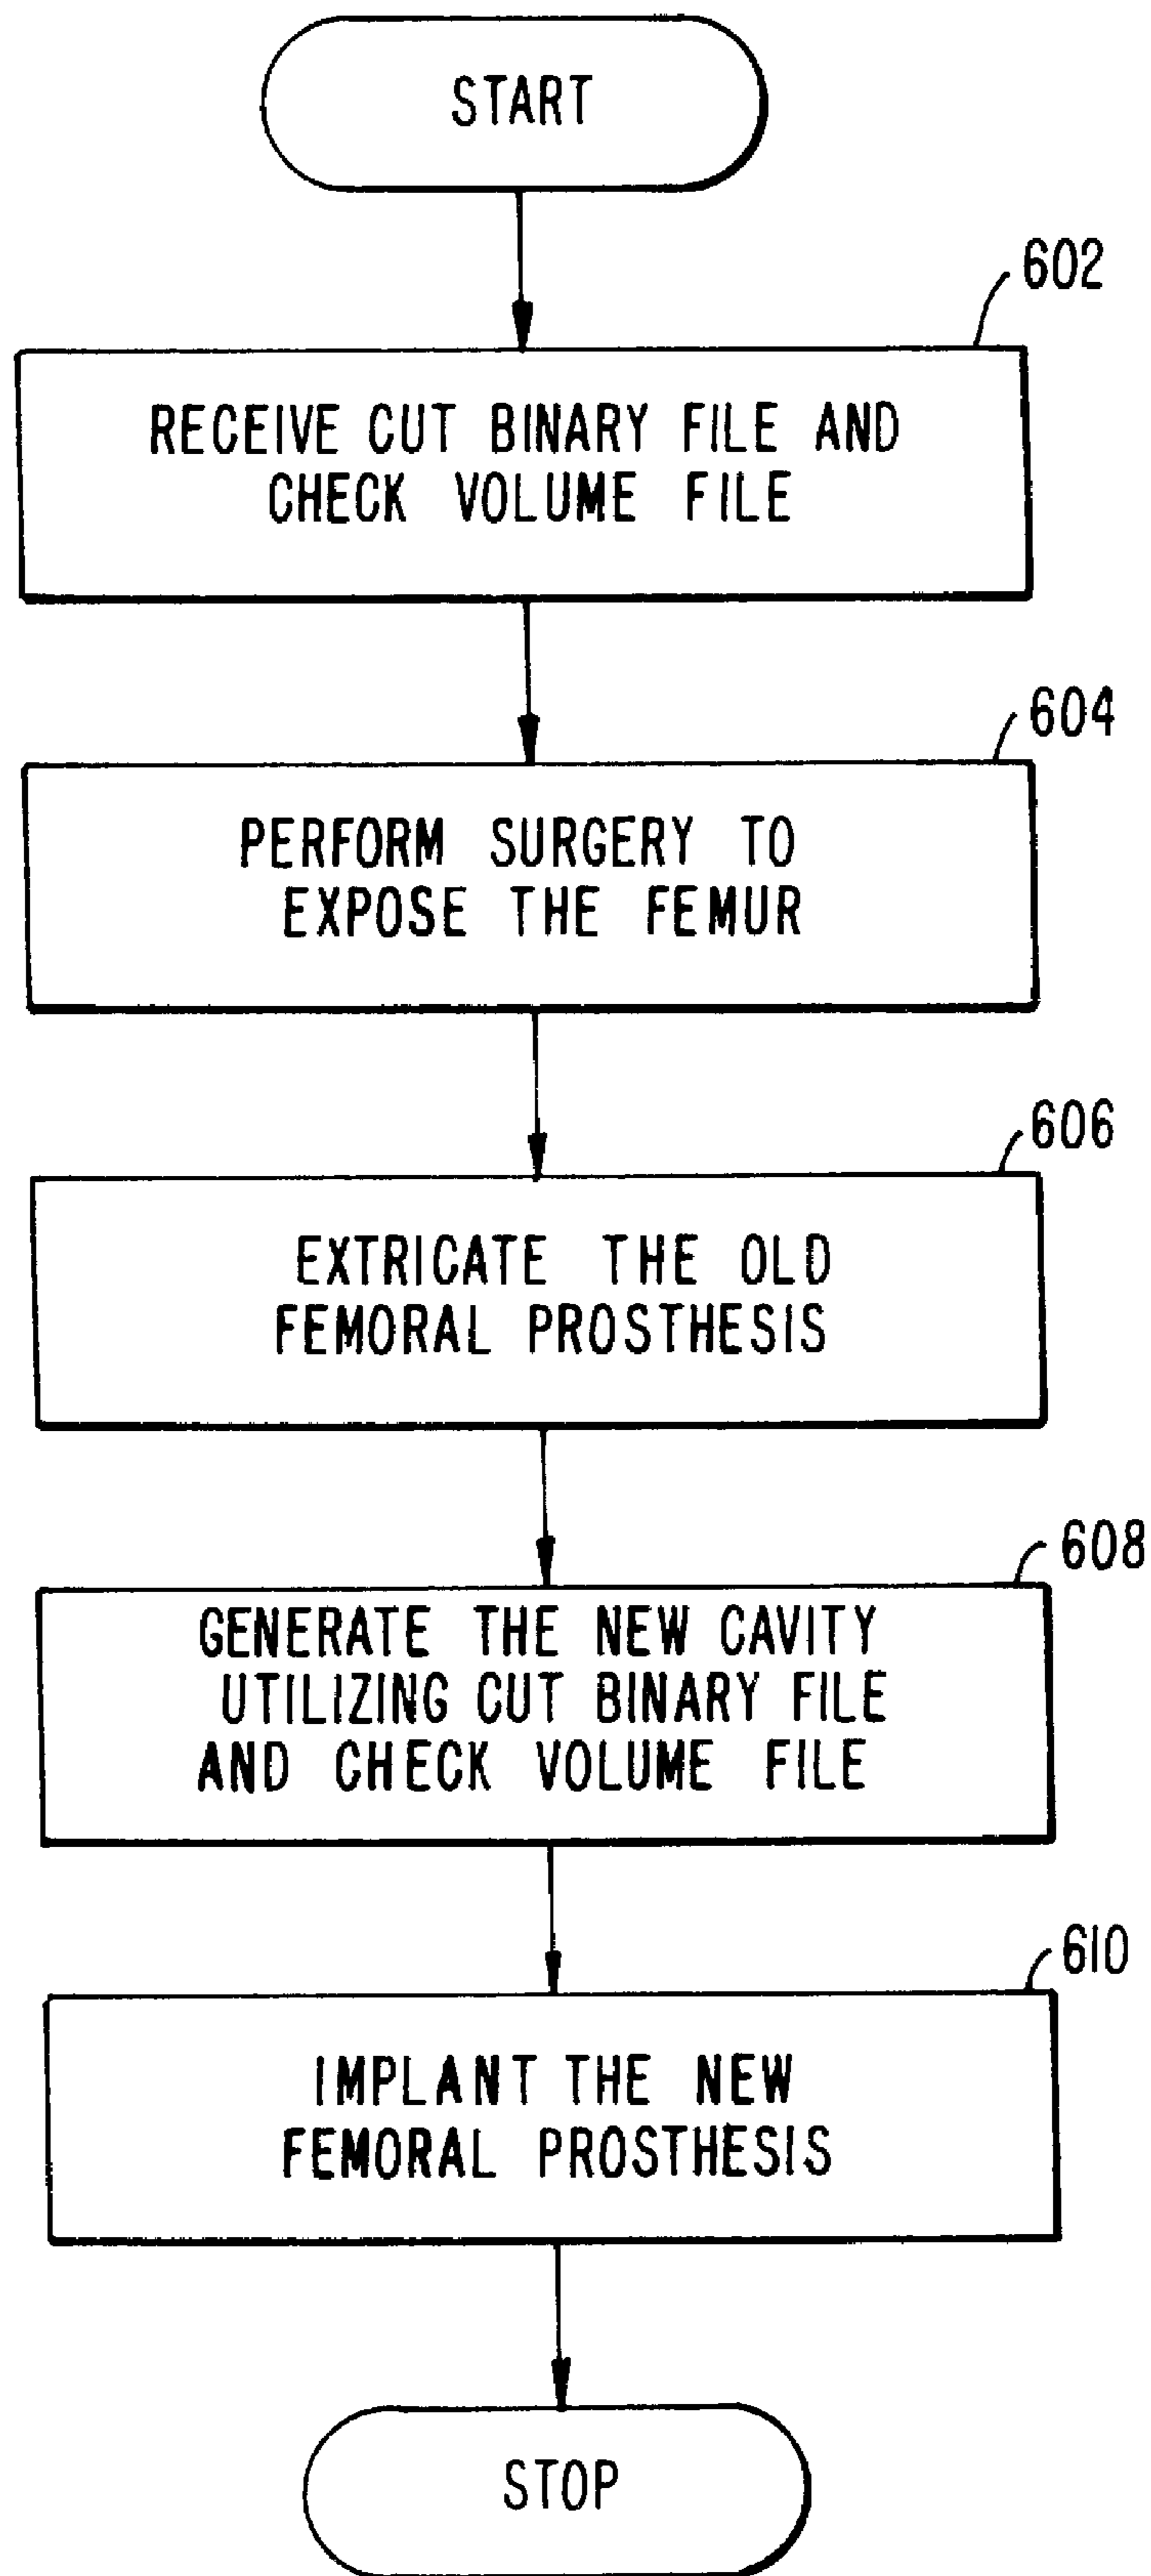 START
602
RECEIVE CUT BINARY FILE AND
CHECK VOLUME FILE
604
PERFORM SURGERY TO
EXPOSE THE FEMUR
606
EXTRICATE THE OLD
FEMORAL PROSTHESIS
608
GENERATE THE NEW CAVITY
UTILIZING CUT BINARY FILE
AND CHECK VOLUME FILE
610
IMPLANT THE NEW
FEMORAL PROSTHESIS
STOP